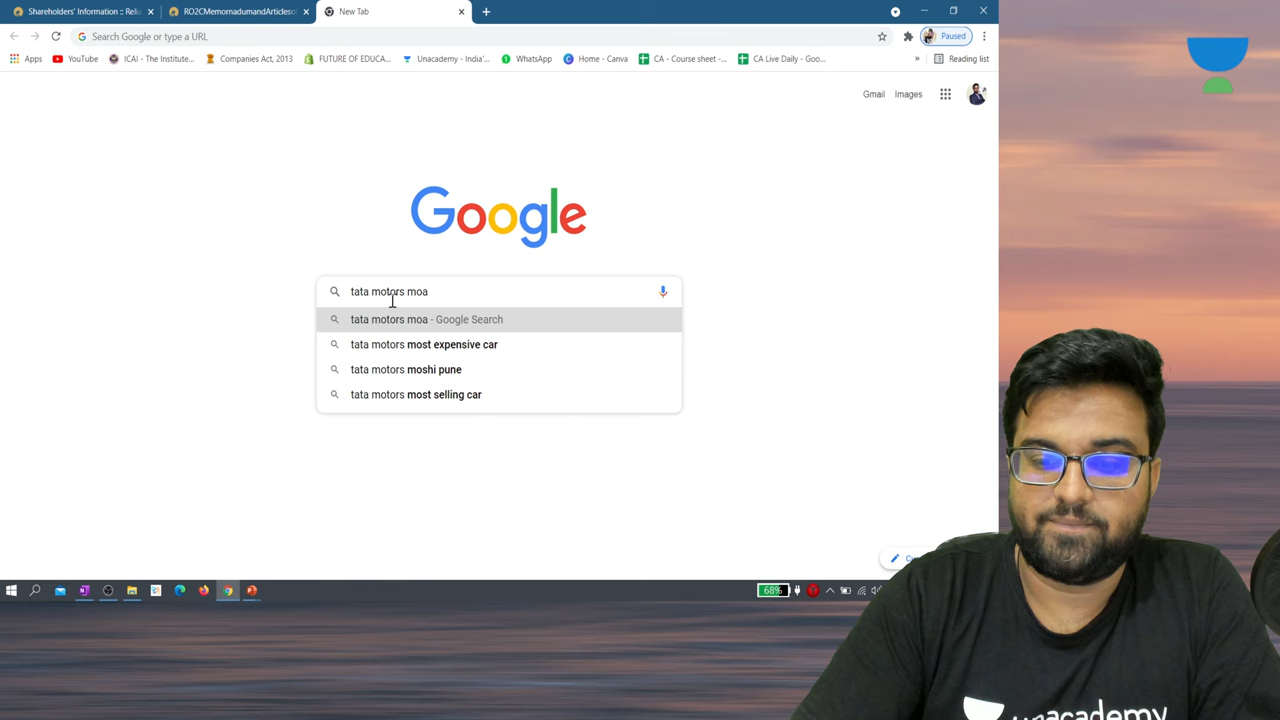 Shareholders' Information :: Reli
RO2CMemornadumandArticlesof
New Tab
Search Google or type a URL
Paused
Apps
YouTube
ICAI - The Institute...
Companies Act, 2013
FUTURE OF EDUCA...
Unacademy - India'...
WhatsApp
Home - Canva
CA - Course sheet -...
CA Live Daily - Goo...
»
Reading list
Gmail
Images
Google
tata motors moa
tata motors moa - Google Search
tata motors most expensive car
tata motors moshi pune
tata motors most selling car
68%
unacademy